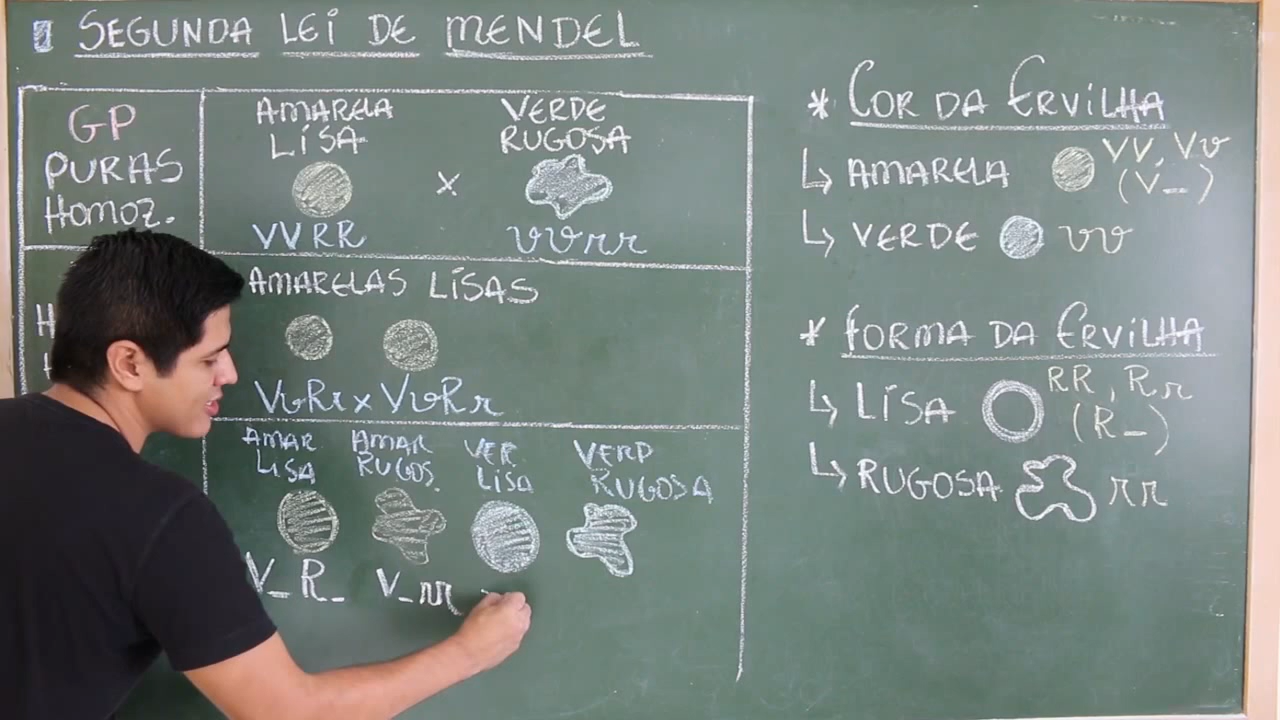 SEGUNDA LEI DE MENDEL
GP
PURAS
HOMOZ.
AMARELA
LISA
x
VERDE
RUGOSA
VVRR
vvrr
AMARELAS LISAS
VvRr x VvRr
AMAR
LISA
AMAR
RUGOS.
VER
LISA
VERD
RUGOSA
V_R_
V_rr
* COR DA ERVILHA
↳ AMARELA VV, Vv
(V_)
↳ VERDE vv
* FORMA DA ERVILHA
↳ LISA RR, Rr
(R_)
↳ RUGOSA rr